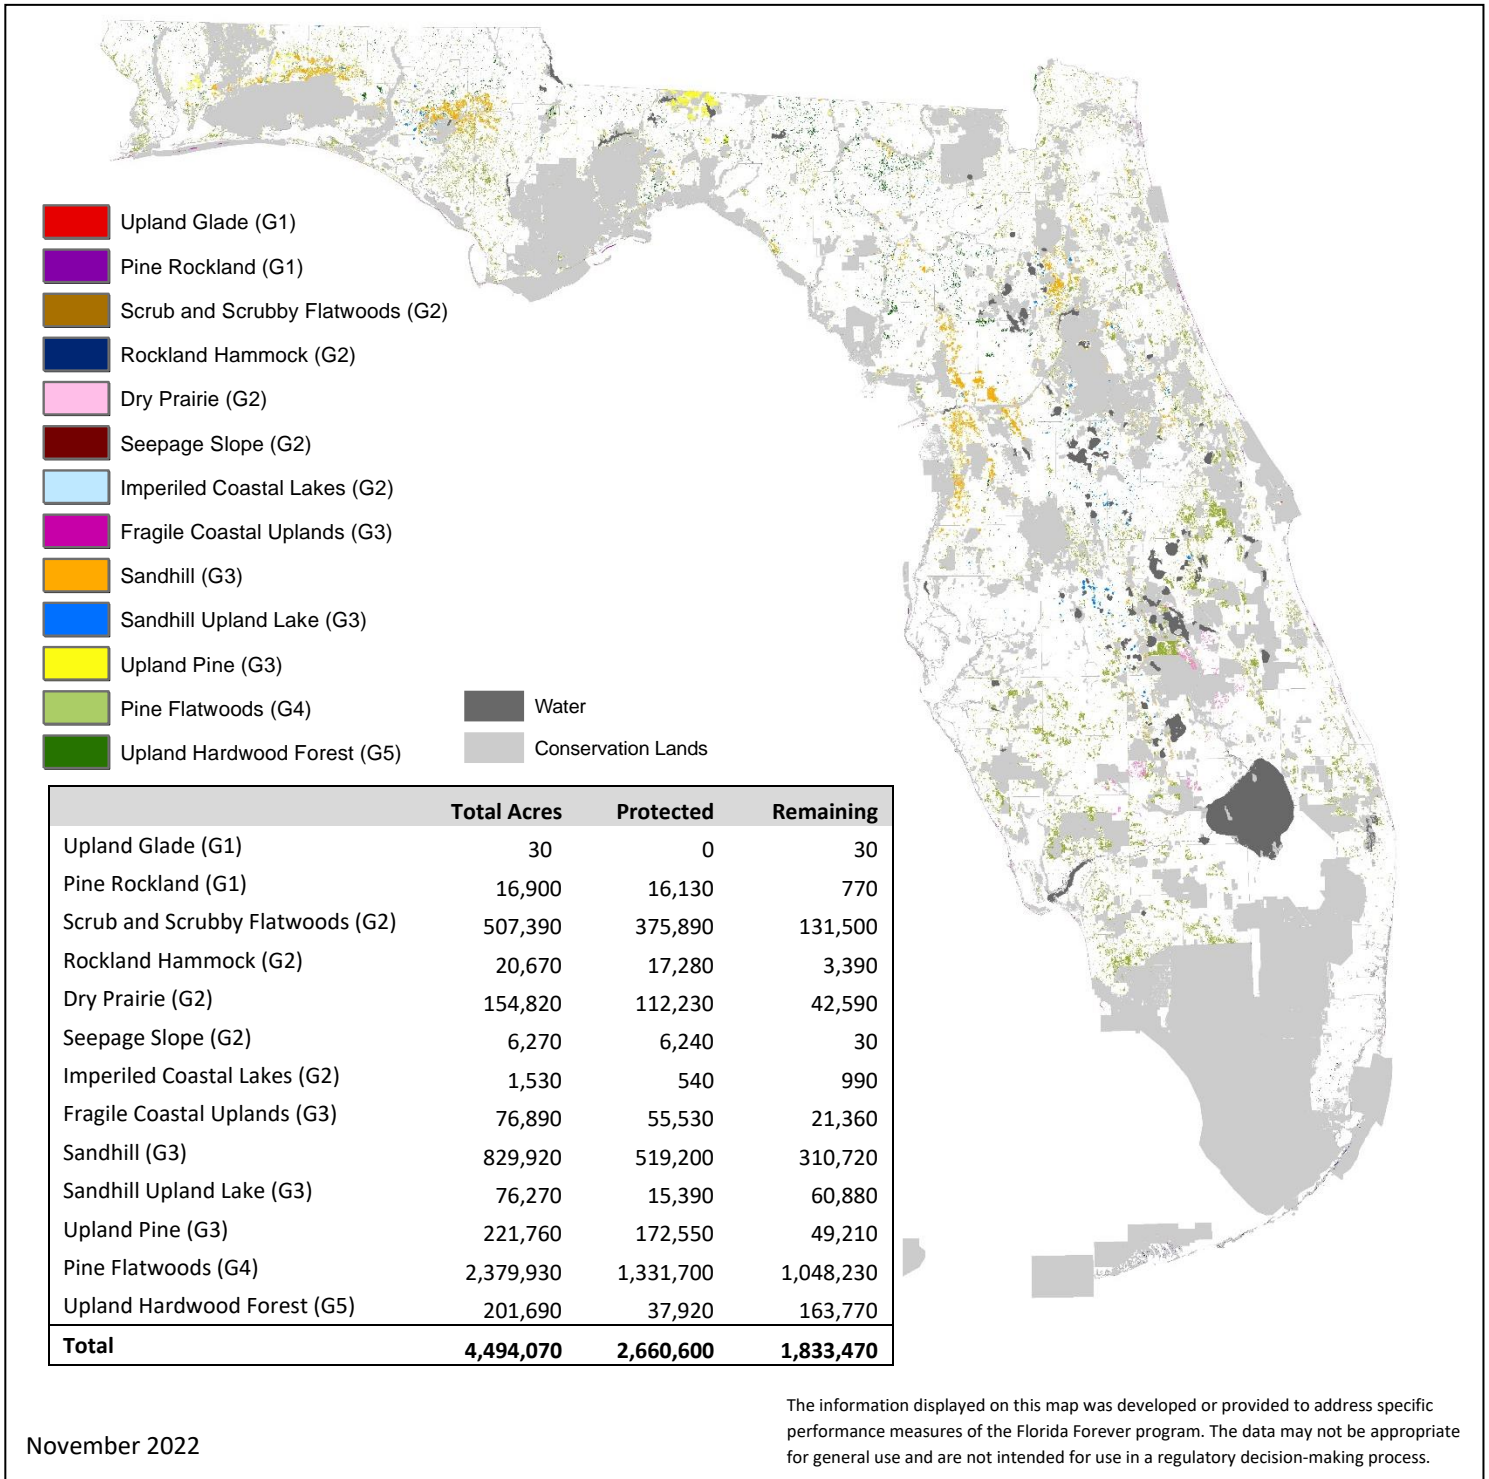 Upland Glade (G1)
Pine Rockland (G1)
Scrub and Scrubby Flatwoods (G2)
Rockland Hammock (G2)
Dry Prairie (G2)
Seepage Slope (G2)
Imperiled Coastal Lakes (G2)
Fragile Coastal Uplands (G3)
Sandhill (G3)
Sandhill Upland Lake (G3)
Upland Pine (G3)
Pine Flatwoods (G4)
Upland Hardwood Forest (G5)
Water
Conservation Lands
Total Acres Protected Remaining
Upland Glade (G1) 30 0 30
Pine Rockland (G1) 16,900 16,130 770
Scrub and Scrubby Flatwoods (G2) 507,390 375,890 131,500
Rockland Hammock (G2) 20,670 17,280 3,390
Dry Prairie (G2) 154,820 112,230 42,590
Seepage Slope (G2) 6,270 6,240 30
Imperiled Coastal Lakes (G2) 1,530 540 990
Fragile Coastal Uplands (G3) 76,890 55,530 21,360
Sandhill (G3) 829,920 519,200 310,720
Sandhill Upland Lake (G3) 76,270 15,390 60,880
Upland Pine (G3) 221,760 172,550 49,210
Pine Flatwoods (G4) 2,379,930 1,331,700 1,048,230
Upland Hardwood Forest (G5) 201,690 37,920 163,770
Total 4,494,070 2,660,600 1,833,470
The information displayed on this map was developed or provided to address specific
performance measures of the Florida Forever program. The data may not be appropriate
for general use and are not intended for use in a regulatory decision-making process.
November 2022